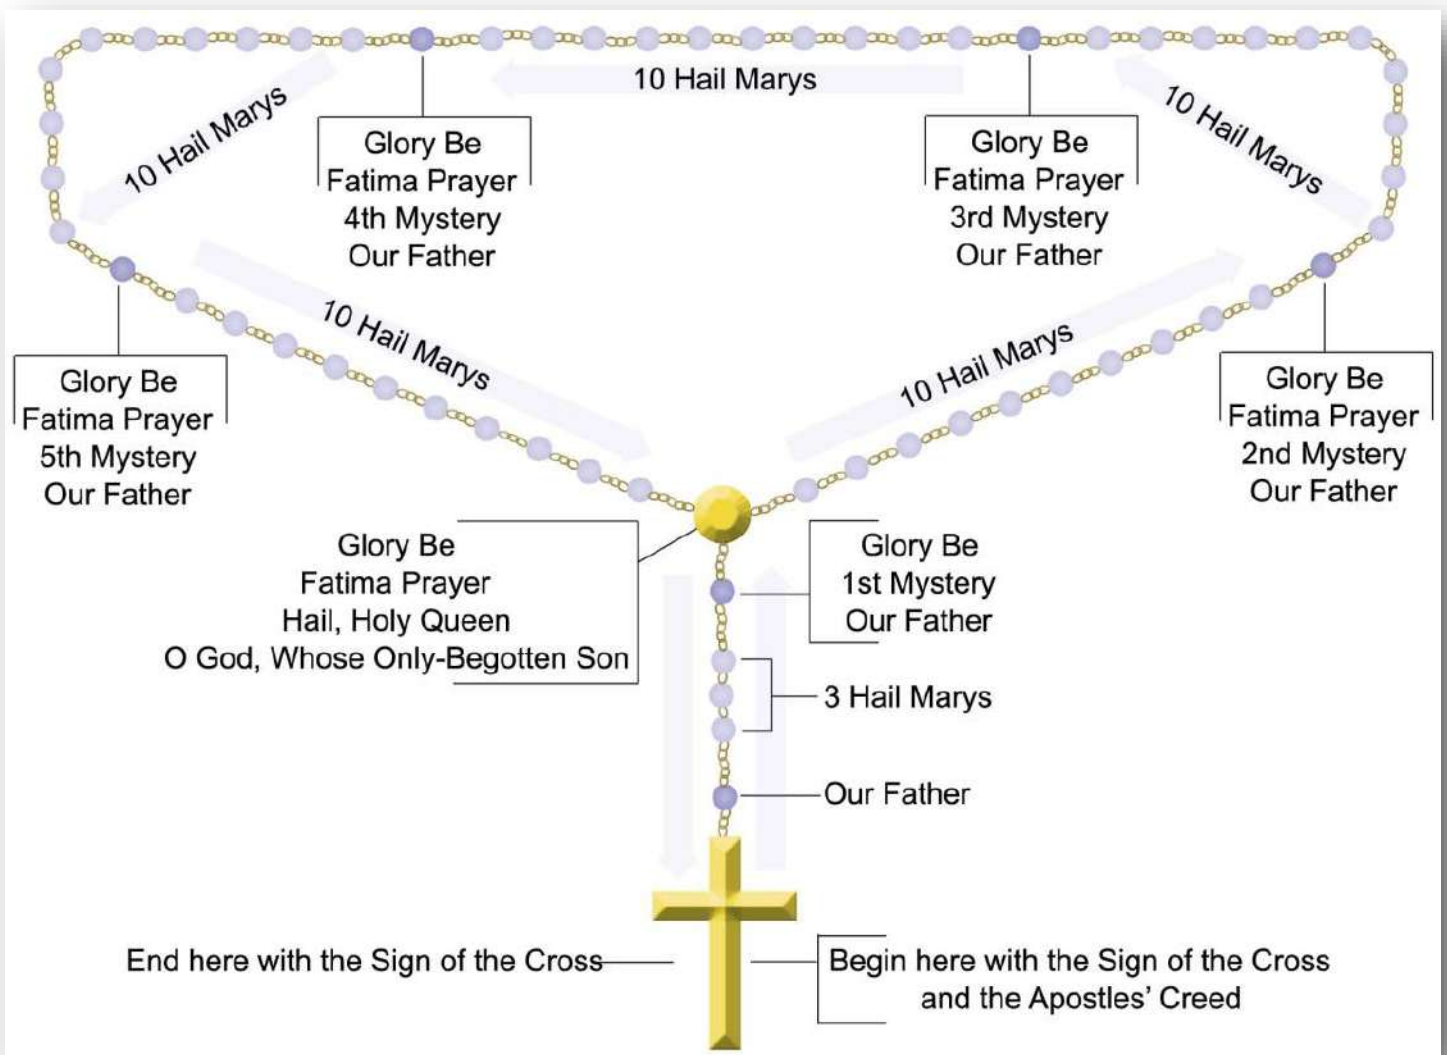 10 Hail Marys
10 Hail Marys
10 Hail Marys
Glory Be
Fatima Prayer
4th Mystery
Our Father
Glory Be
Fatima Prayer
3rd Mystery
Our Father
10 Hail Marys
10 Hail Marys
Glory Be
Fatima Prayer
5th Mystery
Our Father
Glory Be
Fatima Prayer
2nd Mystery
Our Father
Glory Be
Fatima Prayer
Hail, Holy Queen
O God, Whose Only-Begotten Son
Glory Be
1st Mystery
Our Father
3 Hail Marys
Our Father
End here with the Sign of the Cross
Begin here with the Sign of the Cross
and the Apostles’ Creed